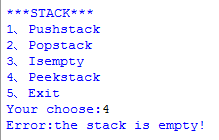 ***STACK***
1、Pushstack
2、Popstack
3、Isempty
4、Peekstack
5、Exit
Your choose:4
Error:the stack is empty!